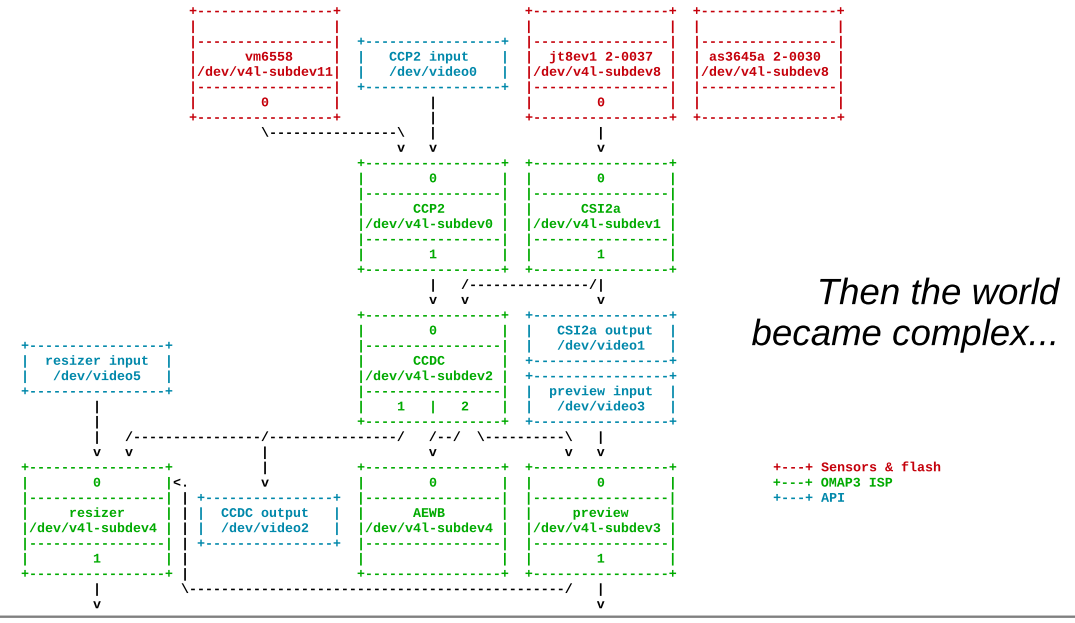 vm6558
/dev/v4l-subdev11
0
CCP2 input
/dev/video0
jt8ev1 2-0037
/dev/v4l-subdev8
0
as3645a 2-0030
/dev/v4l-subdev8
v v
v
0
CCP2
/dev/v4l-subdev0
1
0
CSI2a
/dev/v4l-subdev1
1
v v
v
Then the world
became complex...
0
CCDC
/dev/v4l-subdev2
1 | 2
CSI2a output
/dev/video1
preview input
/dev/video3
resizer input
/dev/video5
v v
v
v v
0
resizer
/dev/v4l-subdev4
1
<.
v
CCDC output
/dev/video2
0
AEWB
/dev/v4l-subdev4
0
preview
/dev/v4l-subdev3
1
v
v
+---+ Sensors & flash
+---+ OMAP3 ISP
+---+ API